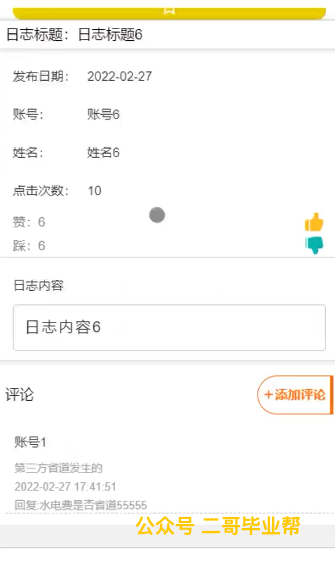 日志标题：日志标题6
发布日期： 2022-02-27
账号： 账号6
姓名： 姓名6
点击次数： 10
赞：6
踩：6
日志内容
日志内容6
评论
+添加评论
账号1
第三方省道发生的
2022-02-27 17:41:51
回复:水电费是否省道55555
公众号 二哥毕业帮